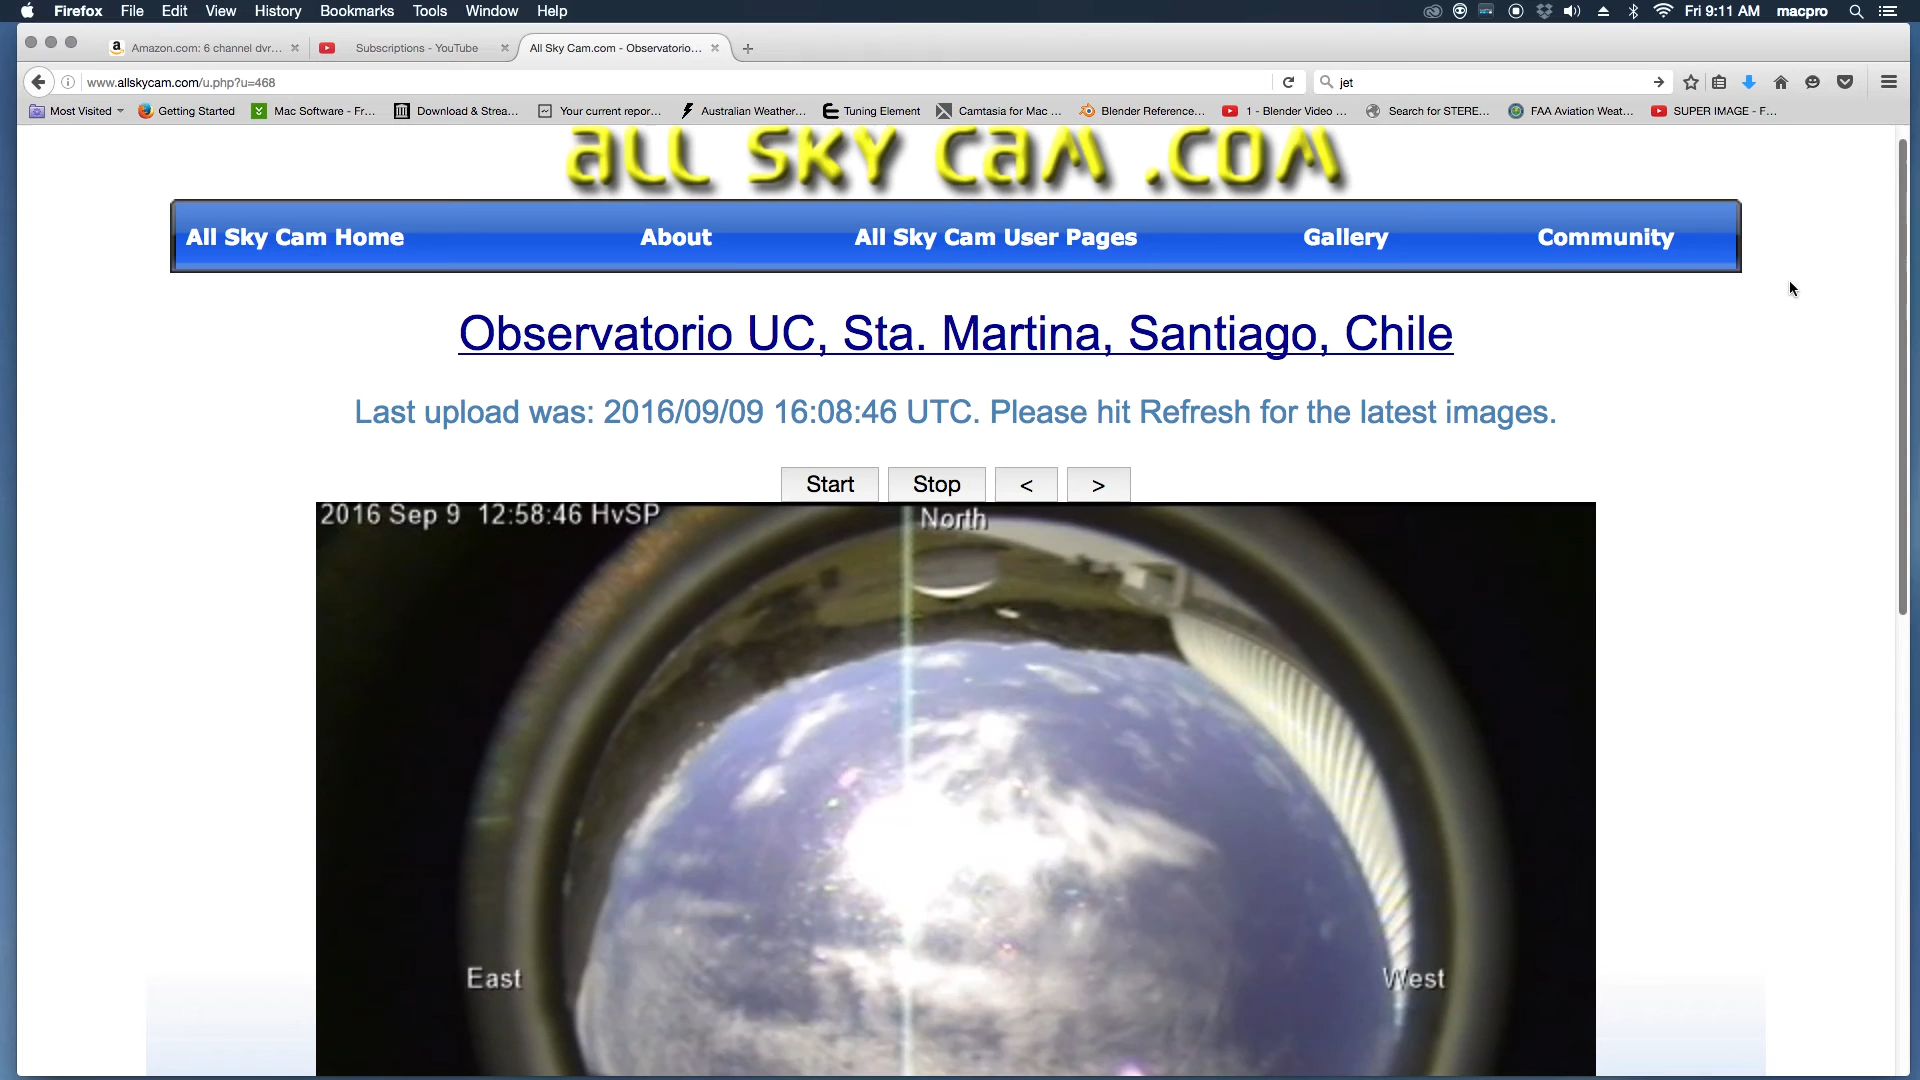 Firefox File Edit View History Bookmarks Tools Window Help Fri 9:11 AM macpro
Amazon.com: 6 channel dvr... Subscriptions - YouTube All Sky Cam.com - Observatorio...
www.allskycam.com/u.php?u=468 jet
Most Visited Getting Started Mac Software - Fr... Download & Strea... Your current repor... Australian Weather... Tuning Element Camtasia for Mac ... Blender Reference... 1 - Blender Video ... Search for STERE... FAA Aviation Weat... SUPER IMAGE - F...
all sky cam .com
All Sky Cam Home About All Sky Cam User Pages Gallery Community
Observatorio UC, Sta. Martina, Santiago, Chile
Last upload was: 2016/09/09 16:08:46 UTC. Please hit Refresh for the latest images.
Start Stop < >
2016 Sep 9 12:58:46 HvSP North
East West